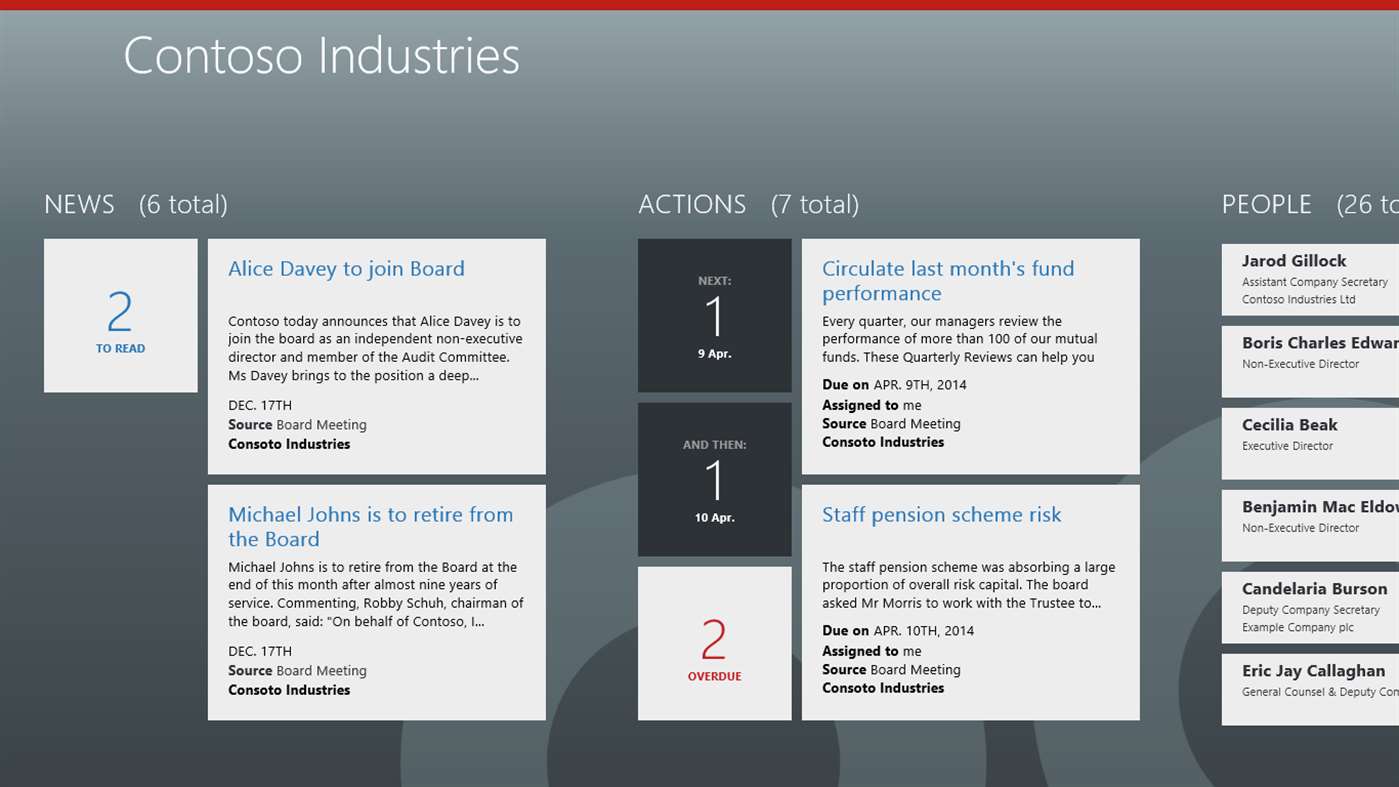 Contoso Industries
NEWS (6 total)
2
TO READ
Alice Davey to join Board
Contoso today announces that Alice Davey is to
join the board as an independent non-executive
director and member of the Audit Committee.
Ms Davey brings to the position a deep...
DEC. 17TH
Source Board Meeting
Consoto Industries
Michael Johns is to retire from
the Board
Michael Johns is to retire from the Board at the
end of this month after almost nine years of
service. Commenting, Robby Schuh, chairman of
the board, said: "On behalf of Contoso, I...
DEC. 17TH
Source Board Meeting
Consoto Industries
ACTIONS (7 total)
NEXT:
1
9 Apr.
AND THEN:
1
10 Apr.
2
OVERDUE
Circulate last month's fund
performance
Every quarter, our managers review the
performance of more than 100 of our mutual
funds. These Quarterly Reviews can help you
Due on APR. 9TH, 2014
Assigned to me
Source Board Meeting
Consoto Industries
Staff pension scheme risk
The staff pension scheme was absorbing a large
proportion of overall risk capital. The board
asked Mr Morris to work with the Trustee to...
Due on APR. 10TH, 2014
Assigned to me
Source Board Meeting
Consoto Industries
PEOPLE (26
Jarod Gillock
Assistant Company Secretary
Contoso Industries Ltd
Boris Charles
Non-Executive Director
Cecilia Beak
Executive Director
Benjamin Mac
Non-Executive Director
Candelaria Burson
Deputy Company Secretary
Example Company plc
Eric Jay Callaghan
General Counsel & Deputy